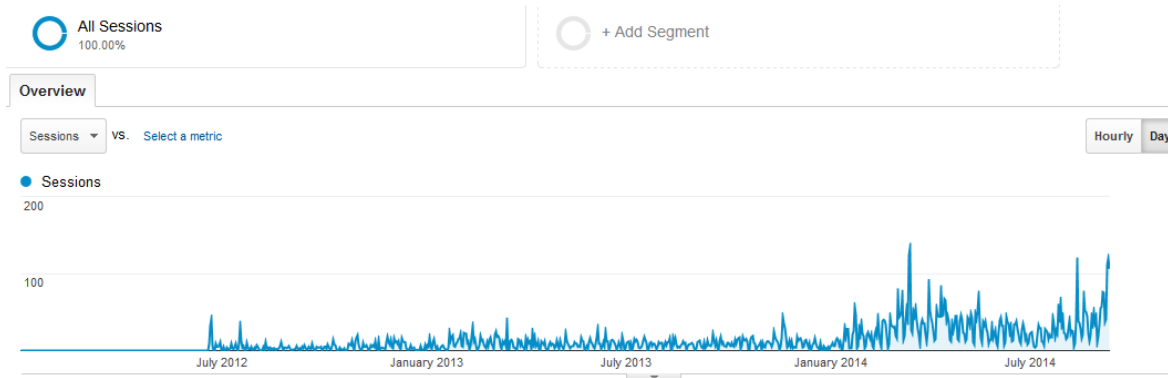 All Sessions
100.00%
+ Add Segment
Overview
Sessions vs. Select a metric
Hourly Day
Sessions
200
100
July 2012 January 2013 July 2013 January 2014 July 2014